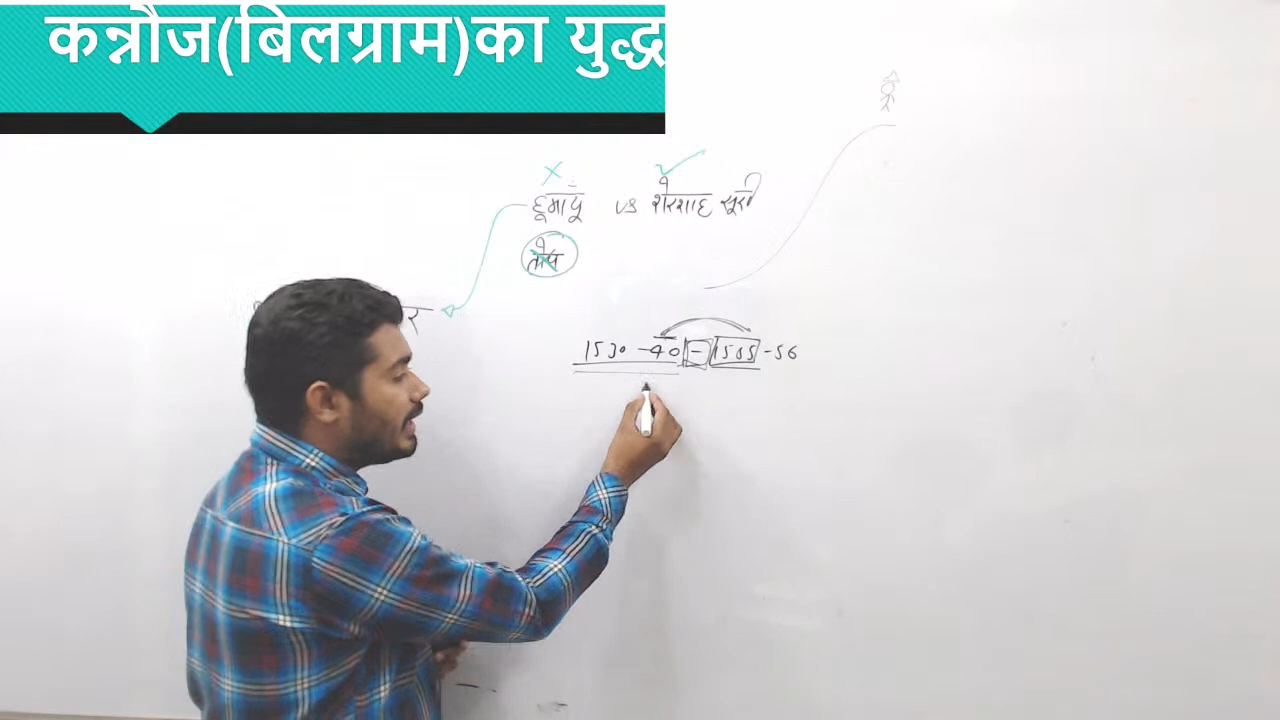 कन्नौज(बिलग्राम)का युद्ध
हूमायू vs शेरशाह सूरी
तोप
1530 -40 - 1555 -56